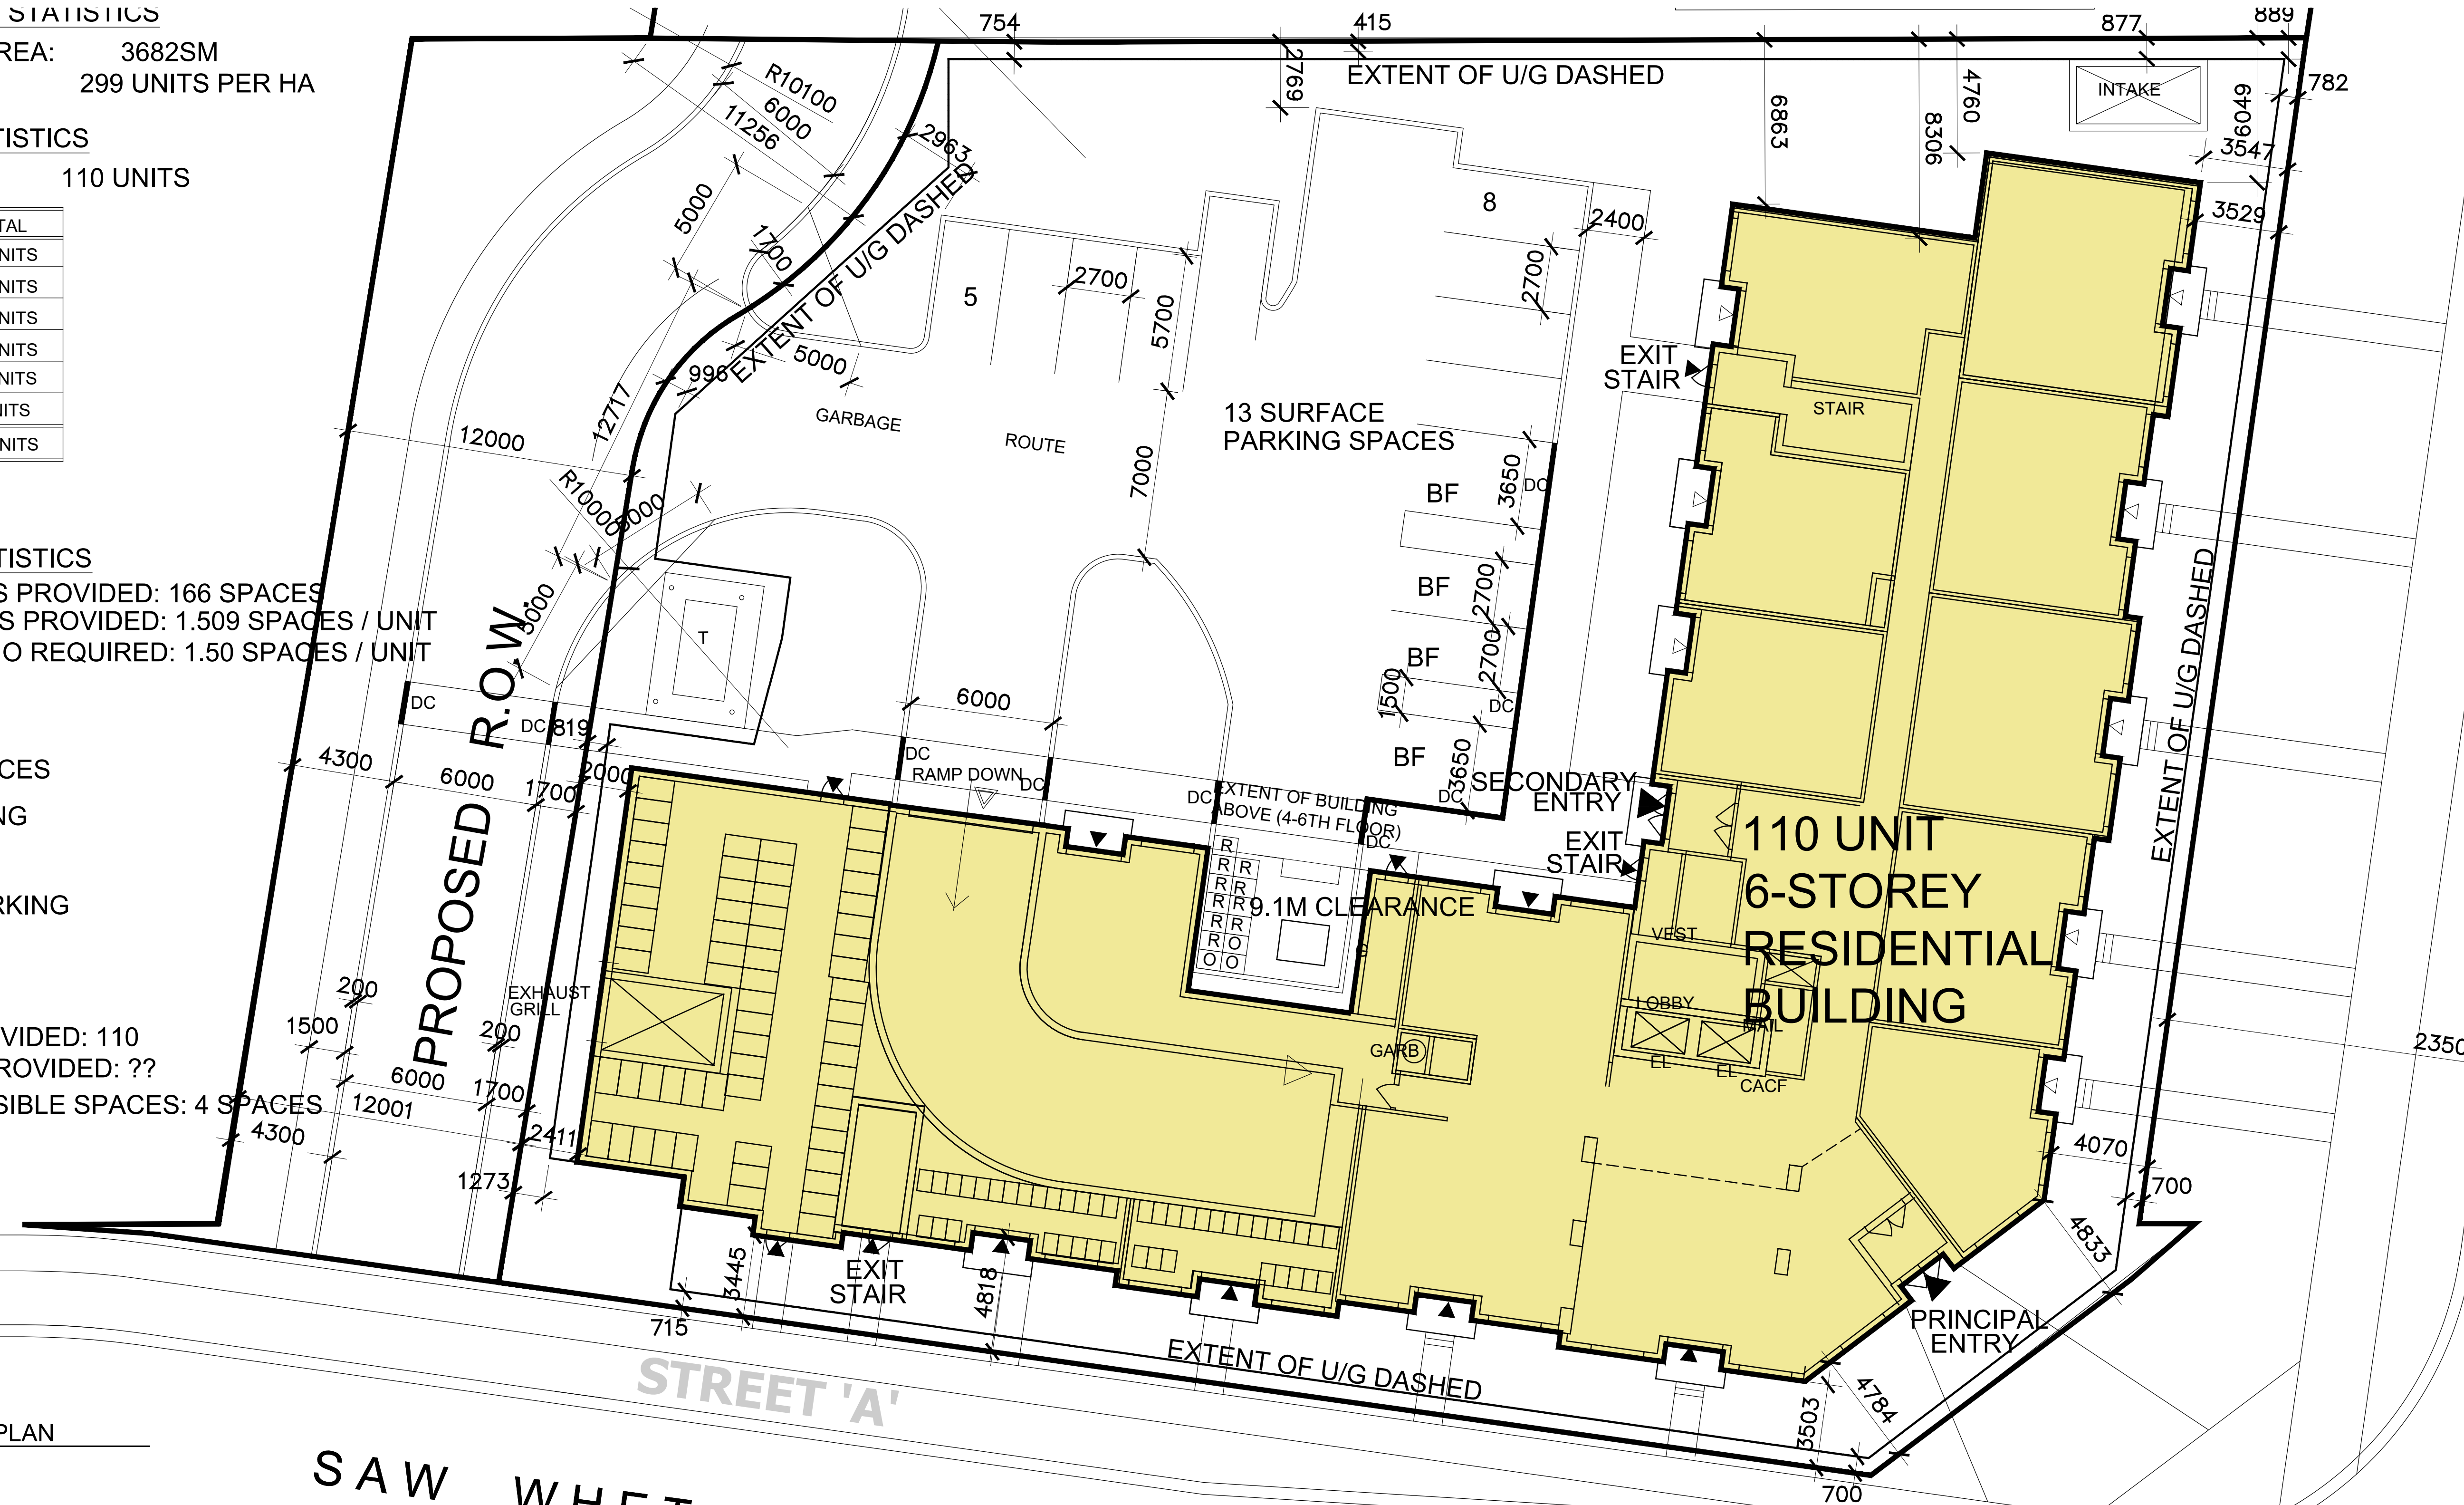 STATISTICS
REA: 3682SM
299 UNITS PER HA
TISTICS
110 UNITS
TAL
NITS
NITS
NITS
NITS
NITS
NITS
NITS
TISTICS
S PROVIDED: 166 SPACES
S PROVIDED: 1.509 SPACES / UNIT
O REQUIRED: 1.50 SPACES / UNIT
CES
NG
RKING
VIDED: 110
ROVIDED: ??
SIBLE SPACES: 4 SPACES
PLAN
754
415
877
889
782
2769
EXTENT OF U/G DASHED
6863
8306
4760
INTAKE
36049
3547
3529
R10100
6000
11256
2963
5000
1700
EXTENT OF U/G DASHED
5
2700
5700
8
2400
2700
996
5000
12717
12000
GARBAGE
ROUTE
7000
13 SURFACE
PARKING SPACES
EXIT
STAIR
STAIR
R10000
5000
5000
T
BF
3650
DC
BF
2700
BF
2700
1500
DC
BF
3650
DC
DC
819
DC
4300
6000
1700
2000
6000
DC
RAMP DOWN
DC
DC
EXTENT OF BUILDING
ABOVE (4-6TH FLOOR)
DC
DC
SECONDARY
ENTRY
EXIT
STAIR
110 UNIT
6-STOREY
RESIDENTIAL
BUILDING
EXTENT OF U/G DASHED
R
R R
R R
R R
R R
R O
O O
9.1M CLEARANCE
G
VEST
LOBBY
MAIL
EL
EL
CACF
GARB
PROPOSED R.O.W.
EXHAUST
GRILL
200
1500
200
6000
1700
12001
4300
2411
1273
2350
4070
700
4833
PRINCIPAL
ENTRY
3445
EXIT
STAIR
4818
715
EXTENT OF U/G DASHED
3503
4784
700
STREET 'A'
SAW WHET